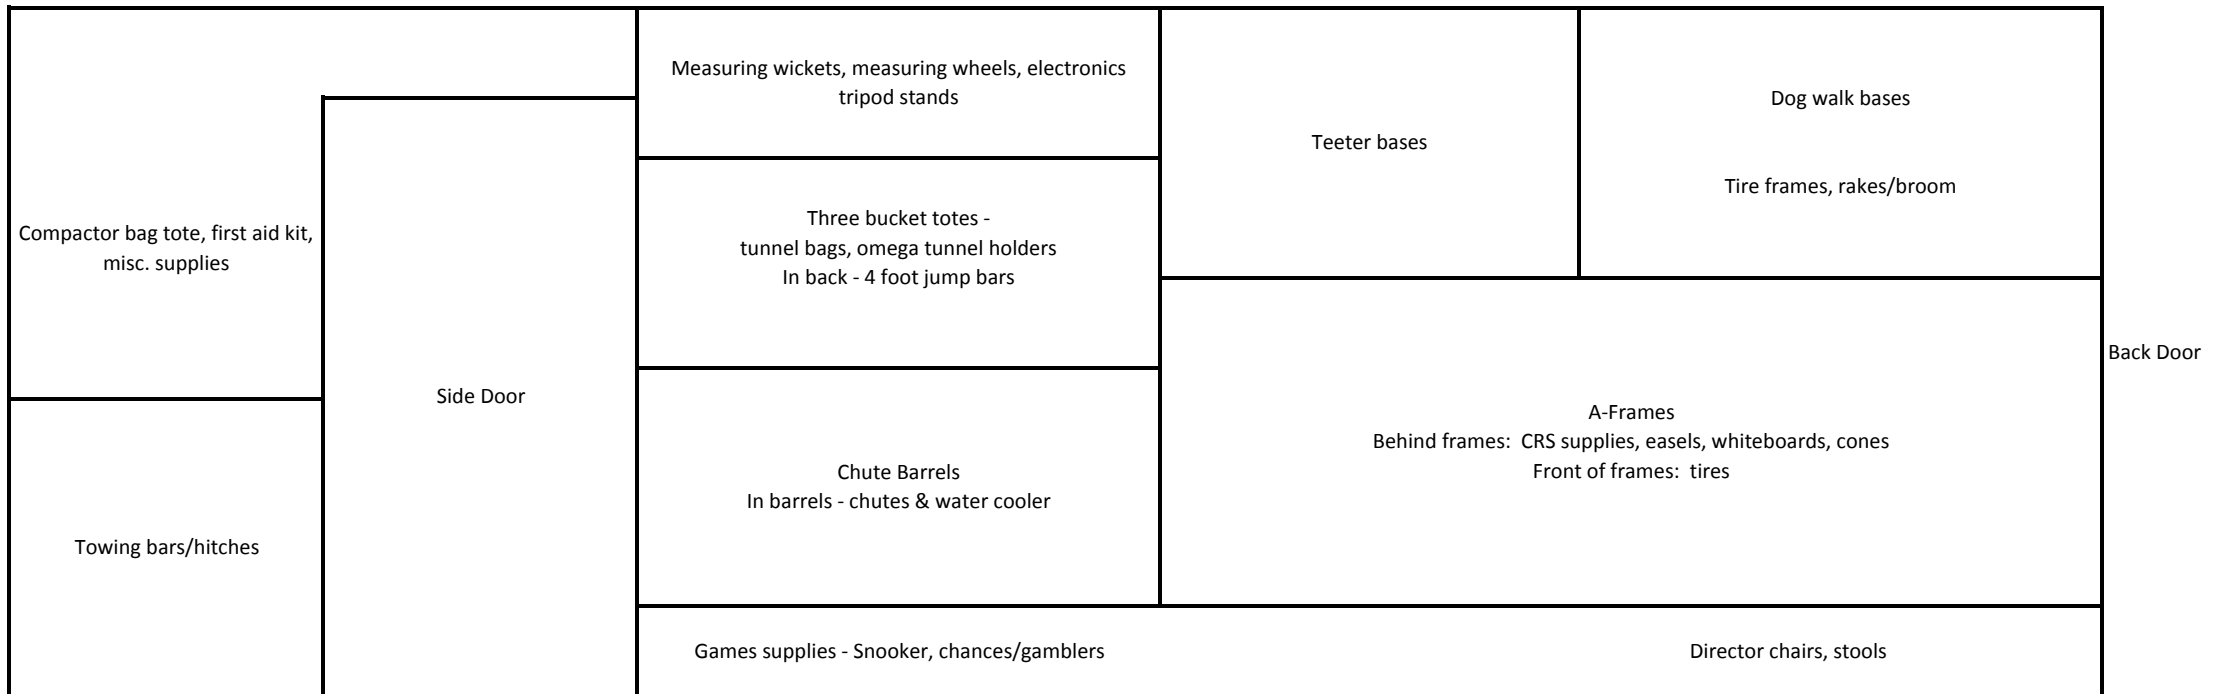 Measuring wickets, measuring wheels, electronics
tripod stands
Dog walk bases
Teeter bases
Tire frames, rakes/broom
Compactor bag tote, first aid kit,
misc. supplies
Three bucket totes -
tunnel bags, omega tunnel holders
In back - 4 foot jump bars
Back Door
Side Door
A-Frames
Behind frames:  CRS supplies, easels, whiteboards, cones
Front of frames:  tires
Chute Barrels
In barrels - chutes & water cooler
Towing bars/hitches
Games supplies - Snooker, chances/gamblers
Director chairs, stools